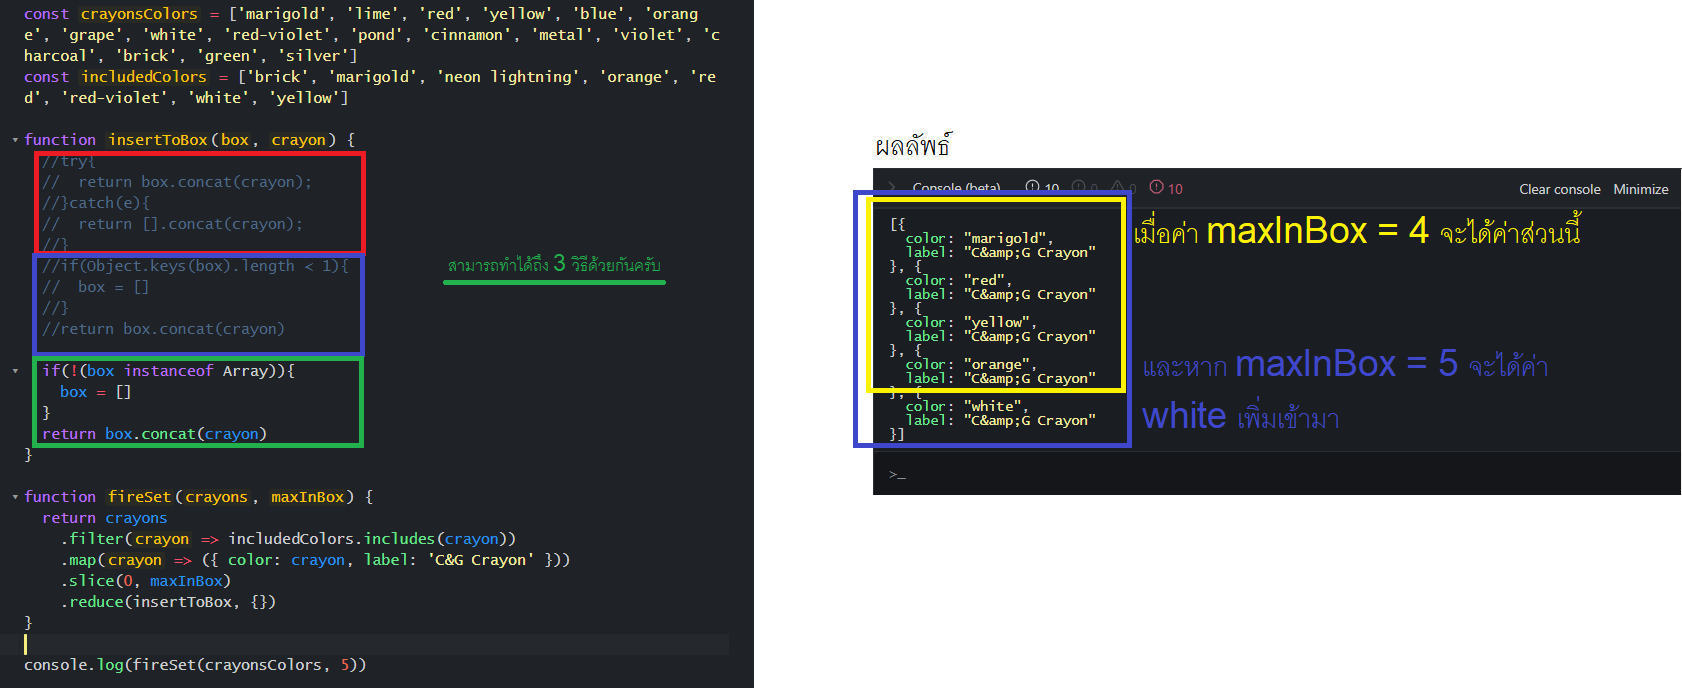 const crayonsColors = ['marigold', 'lime', 'red', 'yellow', 'blue', 'orang
e', 'grape', 'white', 'red-violet', 'pond', 'cinnamon', 'metal', 'violet', 'c
harcoal', 'brick', 'green', 'silver']
const includedColors = ['brick', 'marigold', 'neon lightning', 'orange', 're
d', 'red-violet', 'white', 'yellow']
function insertToBox(box, crayon) {
//try{
//  return box.concat(crayon);
//}catch(e){
//  return [].concat(crayon);
//}
//if(Object.keys(box).length < 1){
//  box = []
//}
//return box.concat(crayon)
if(!(box instanceof Array)){
box = []
}
return box.concat(crayon)
}
function fireSet(crayons, maxInBox) {
return crayons
.filter(crayon => includedColors.includes(crayon))
.map(crayon => ({ color: crayon, label: 'C&G Crayon' }))
.slice(0, maxInBox)
.reduce(insertToBox, {})
}
console.log(fireSet(crayonsColors, 5))
สามารถทำได้ถึง 3 วิธีด้วยกันครับ
ผลลัพธ์
Console (beta) 10 0 0 10 Clear console Minimize
[{
color: "marigold",
label: "C&amp;G Crayon"
}, {
color: "red",
label: "C&amp;G Crayon"
}, {
color: "yellow",
label: "C&amp;G Crayon"
}, {
color: "orange",
label: "C&amp;G Crayon"
}, {
color: "white",
label: "C&amp;G Crayon"
}]
>_
เมื่อค่า maxInBox = 4 จะได้ค่าส่วนนี้
และหาก maxInBox = 5 จะได้ค่า
white เพิ่มเข้ามา